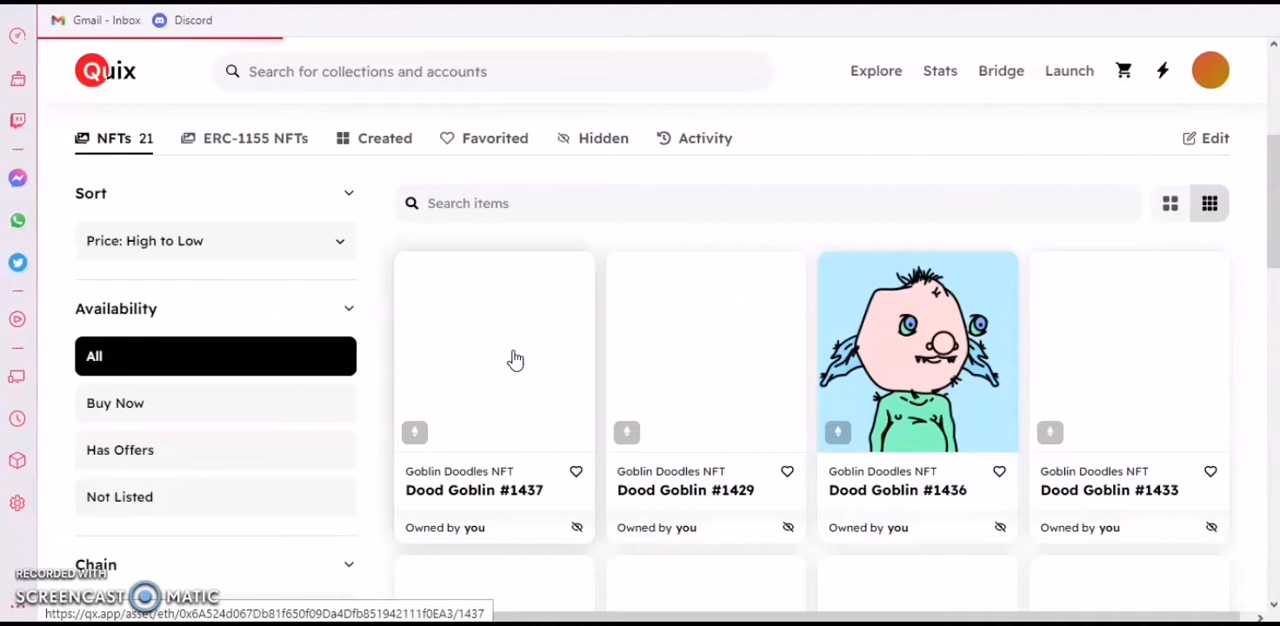 Gmail - Inbox Discord
Quix Search for collections and accounts Explore Stats Bridge Launch
NFTs 21 ERC-1155 NFTs Created Favorited Hidden Activity Edit
Sort
Search items
Price: High to Low
Availability
All
Buy Now
Has Offers
Not Listed
Chain
Goblin Doodles NFT Goblin Doodles NFT Goblin Doodles NFT Goblin Doodles NFT
Dood Goblin #1437 Dood Goblin #1429 Dood Goblin #1436 Dood Goblin #1433
Owned by you Owned by you Owned by you Owned by you
RECORDED WITH
SCREENCAST MATIC
https://qx.app/asset/eth/0x6A524d067Db81f650f09Da4Dfb851942111f0EA3/1437